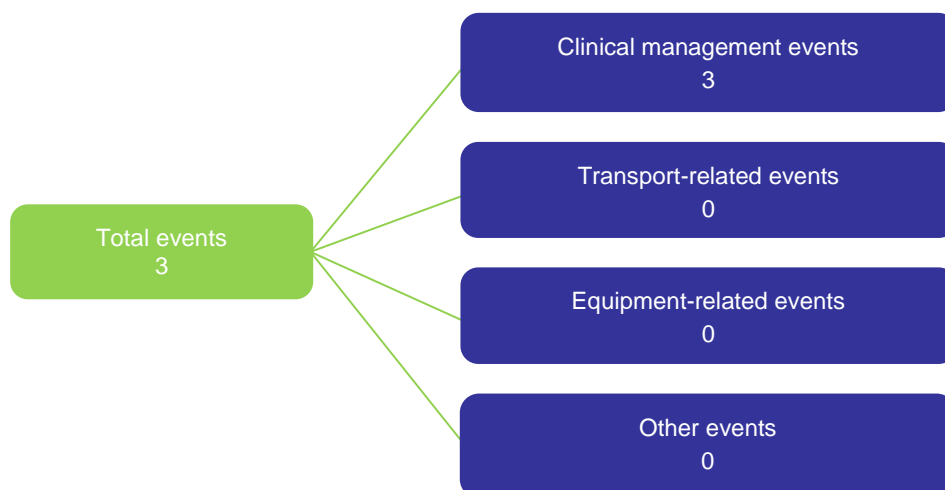 Clinical management events
3
Transport-related events
0
Total events
3
Equipment-related events
0
Other events
0